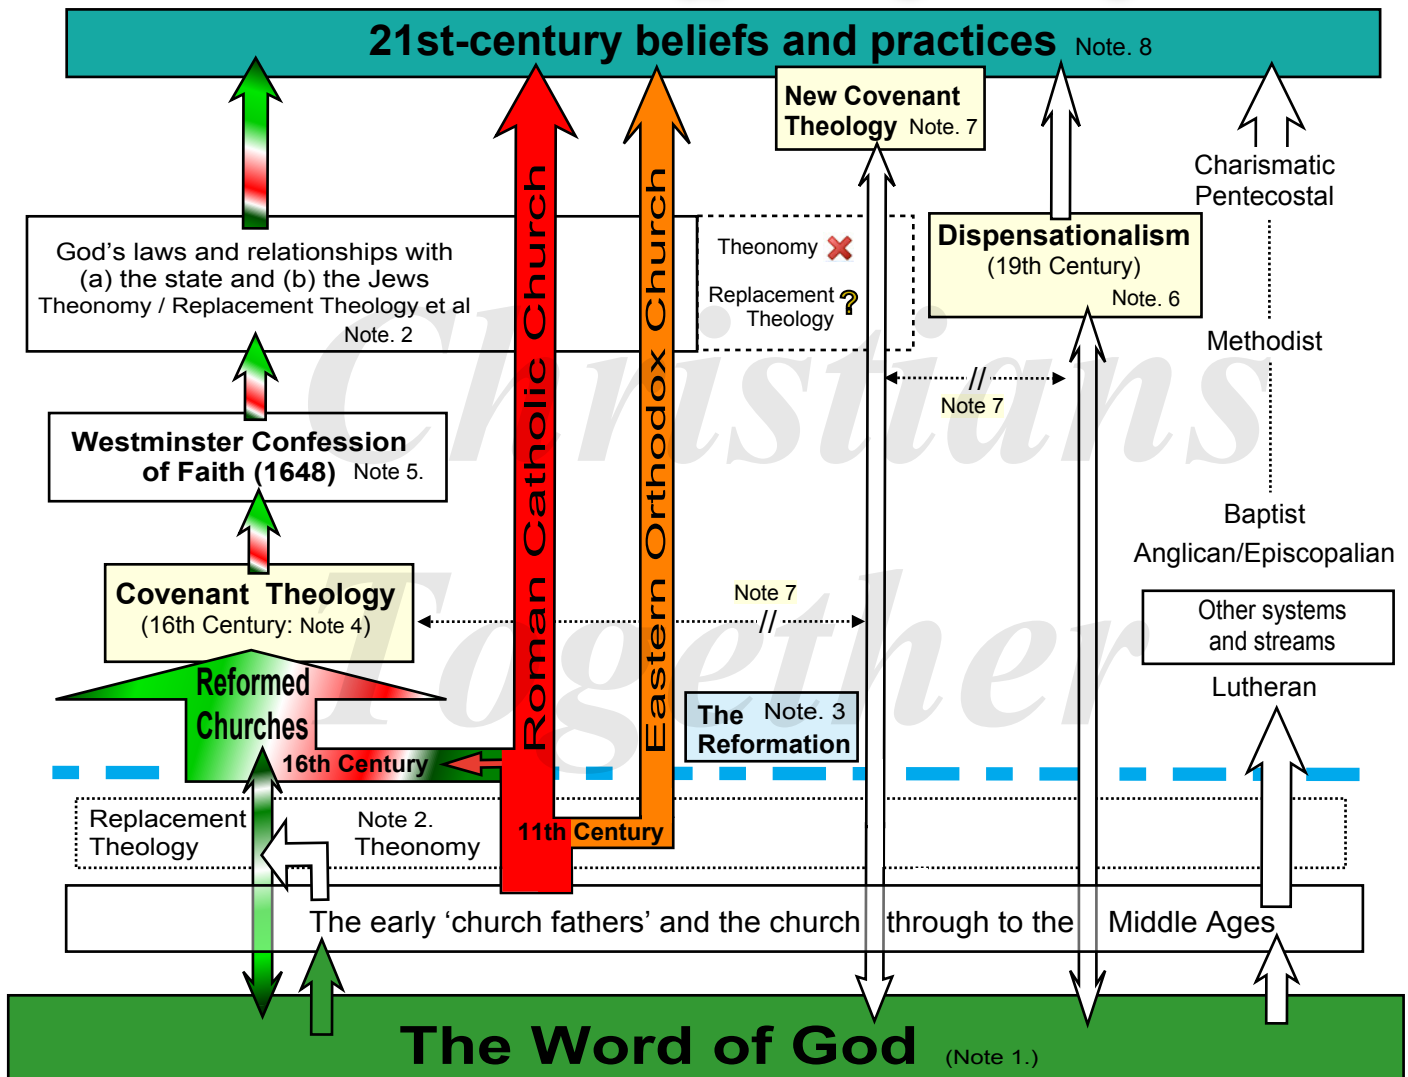 21st-century beliefs and practices Note. 8
New Covenant
Theology Note. 7
Charismatic
Pentecostal
God's laws and relationships with
(a) the state and (b) the Jews
Theonomy / Replacement Theology et al
Note. 2
Theonomy
Replacement ?
Theology
Dispensationalism
(19th Century)
Note. 6
Methodist
//
Note 7
Westminster Confession
of Faith (1648) Note 5.
Roman Catholic Church
Eastern Orthodox Church
Christians
Together
Baptist
Anglican/Episcopalian
Covenant Theology
(16th Century: Note 4)
Note 7
//
Other systems
and streams
Lutheran
Reformed
Churches
The Note. 3
Reformation
16th Century
Replacement
Theology
Note 2.
Theonomy
11th Century
The early ‘church fathers’ and the church through to the Middle Ages
The Word of God (Note 1.)